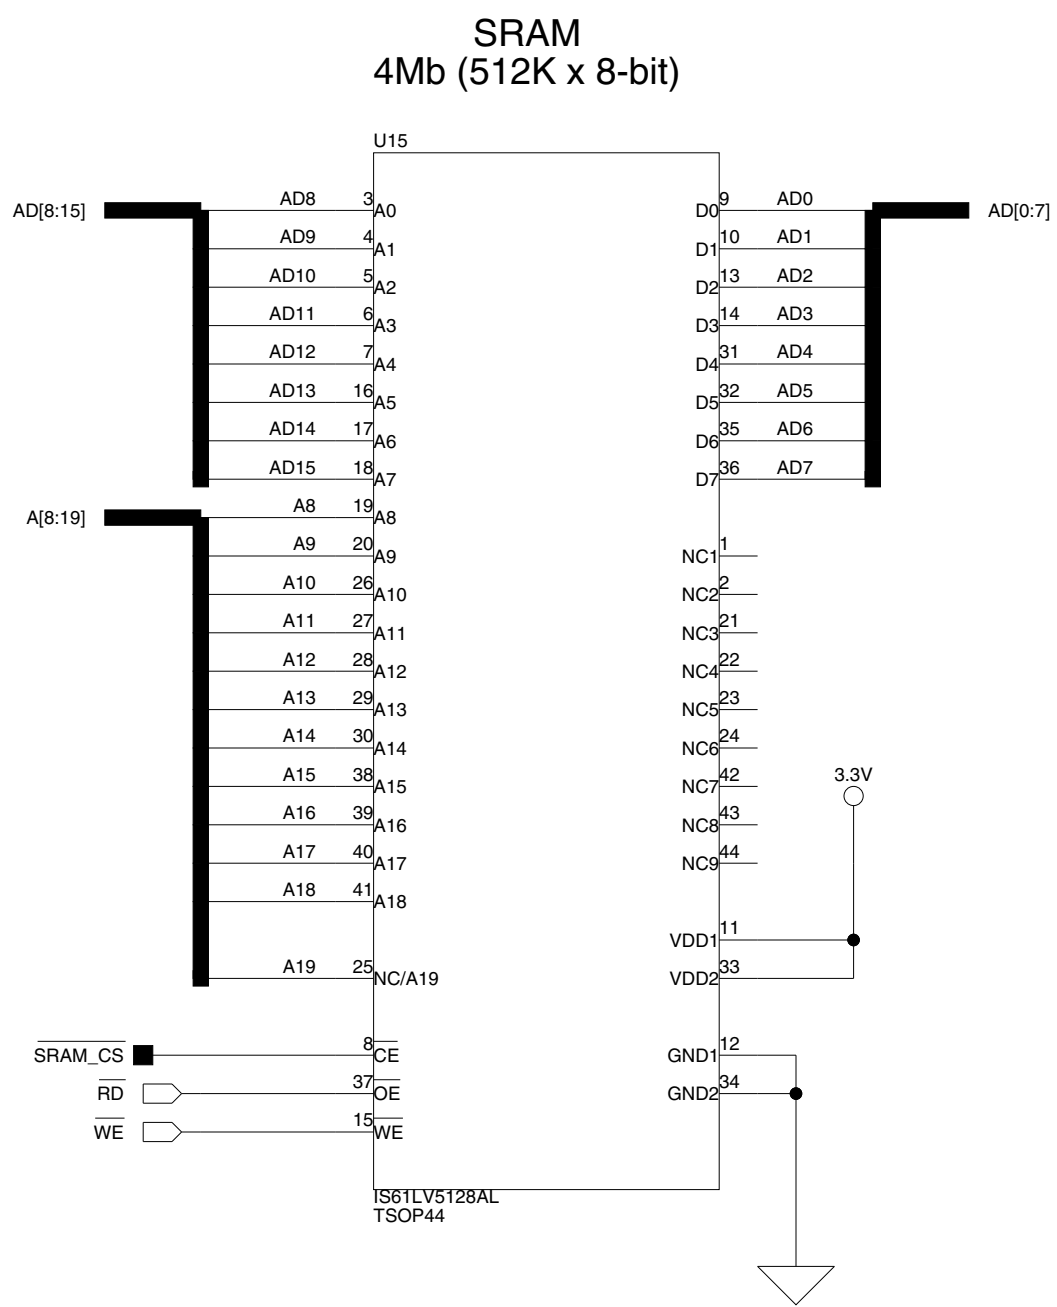 SRAM
4Mb (512K x 8-bit)
U15
AD[8:15] AD8 3 A0 D0 9 AD0 AD[0:7]
AD9 4 A1 D1 10 AD1
AD10 5 A2 D2 13 AD2
AD11 6 A3 D3 14 AD3
AD12 7 A4 D4 31 AD4
AD13 16 A5 D5 32 AD5
AD14 17 A6 D6 35 AD6
AD15 18 A7 D7 36 AD7
A[8:19] A8 19 A8
A9 20 A9 NC1 1
A10 26 A10 NC2 2
A11 27 A11 NC3 21
A12 28 A12 NC4 22
A13 29 A13 NC5 23
A14 30 A14 NC6 24
A15 38 A15 NC7 42 3.3V
A16 39 A16 NC8 43
A17 40 A17 NC9 44
A18 41 A18
VDD1 11
A19 25 NC/A19 VDD2 33
SRAM_CS 8 CE GND1 12
RD 37 OE GND2 34
WE 15 WE
IS61LV5128AL
TSOP44